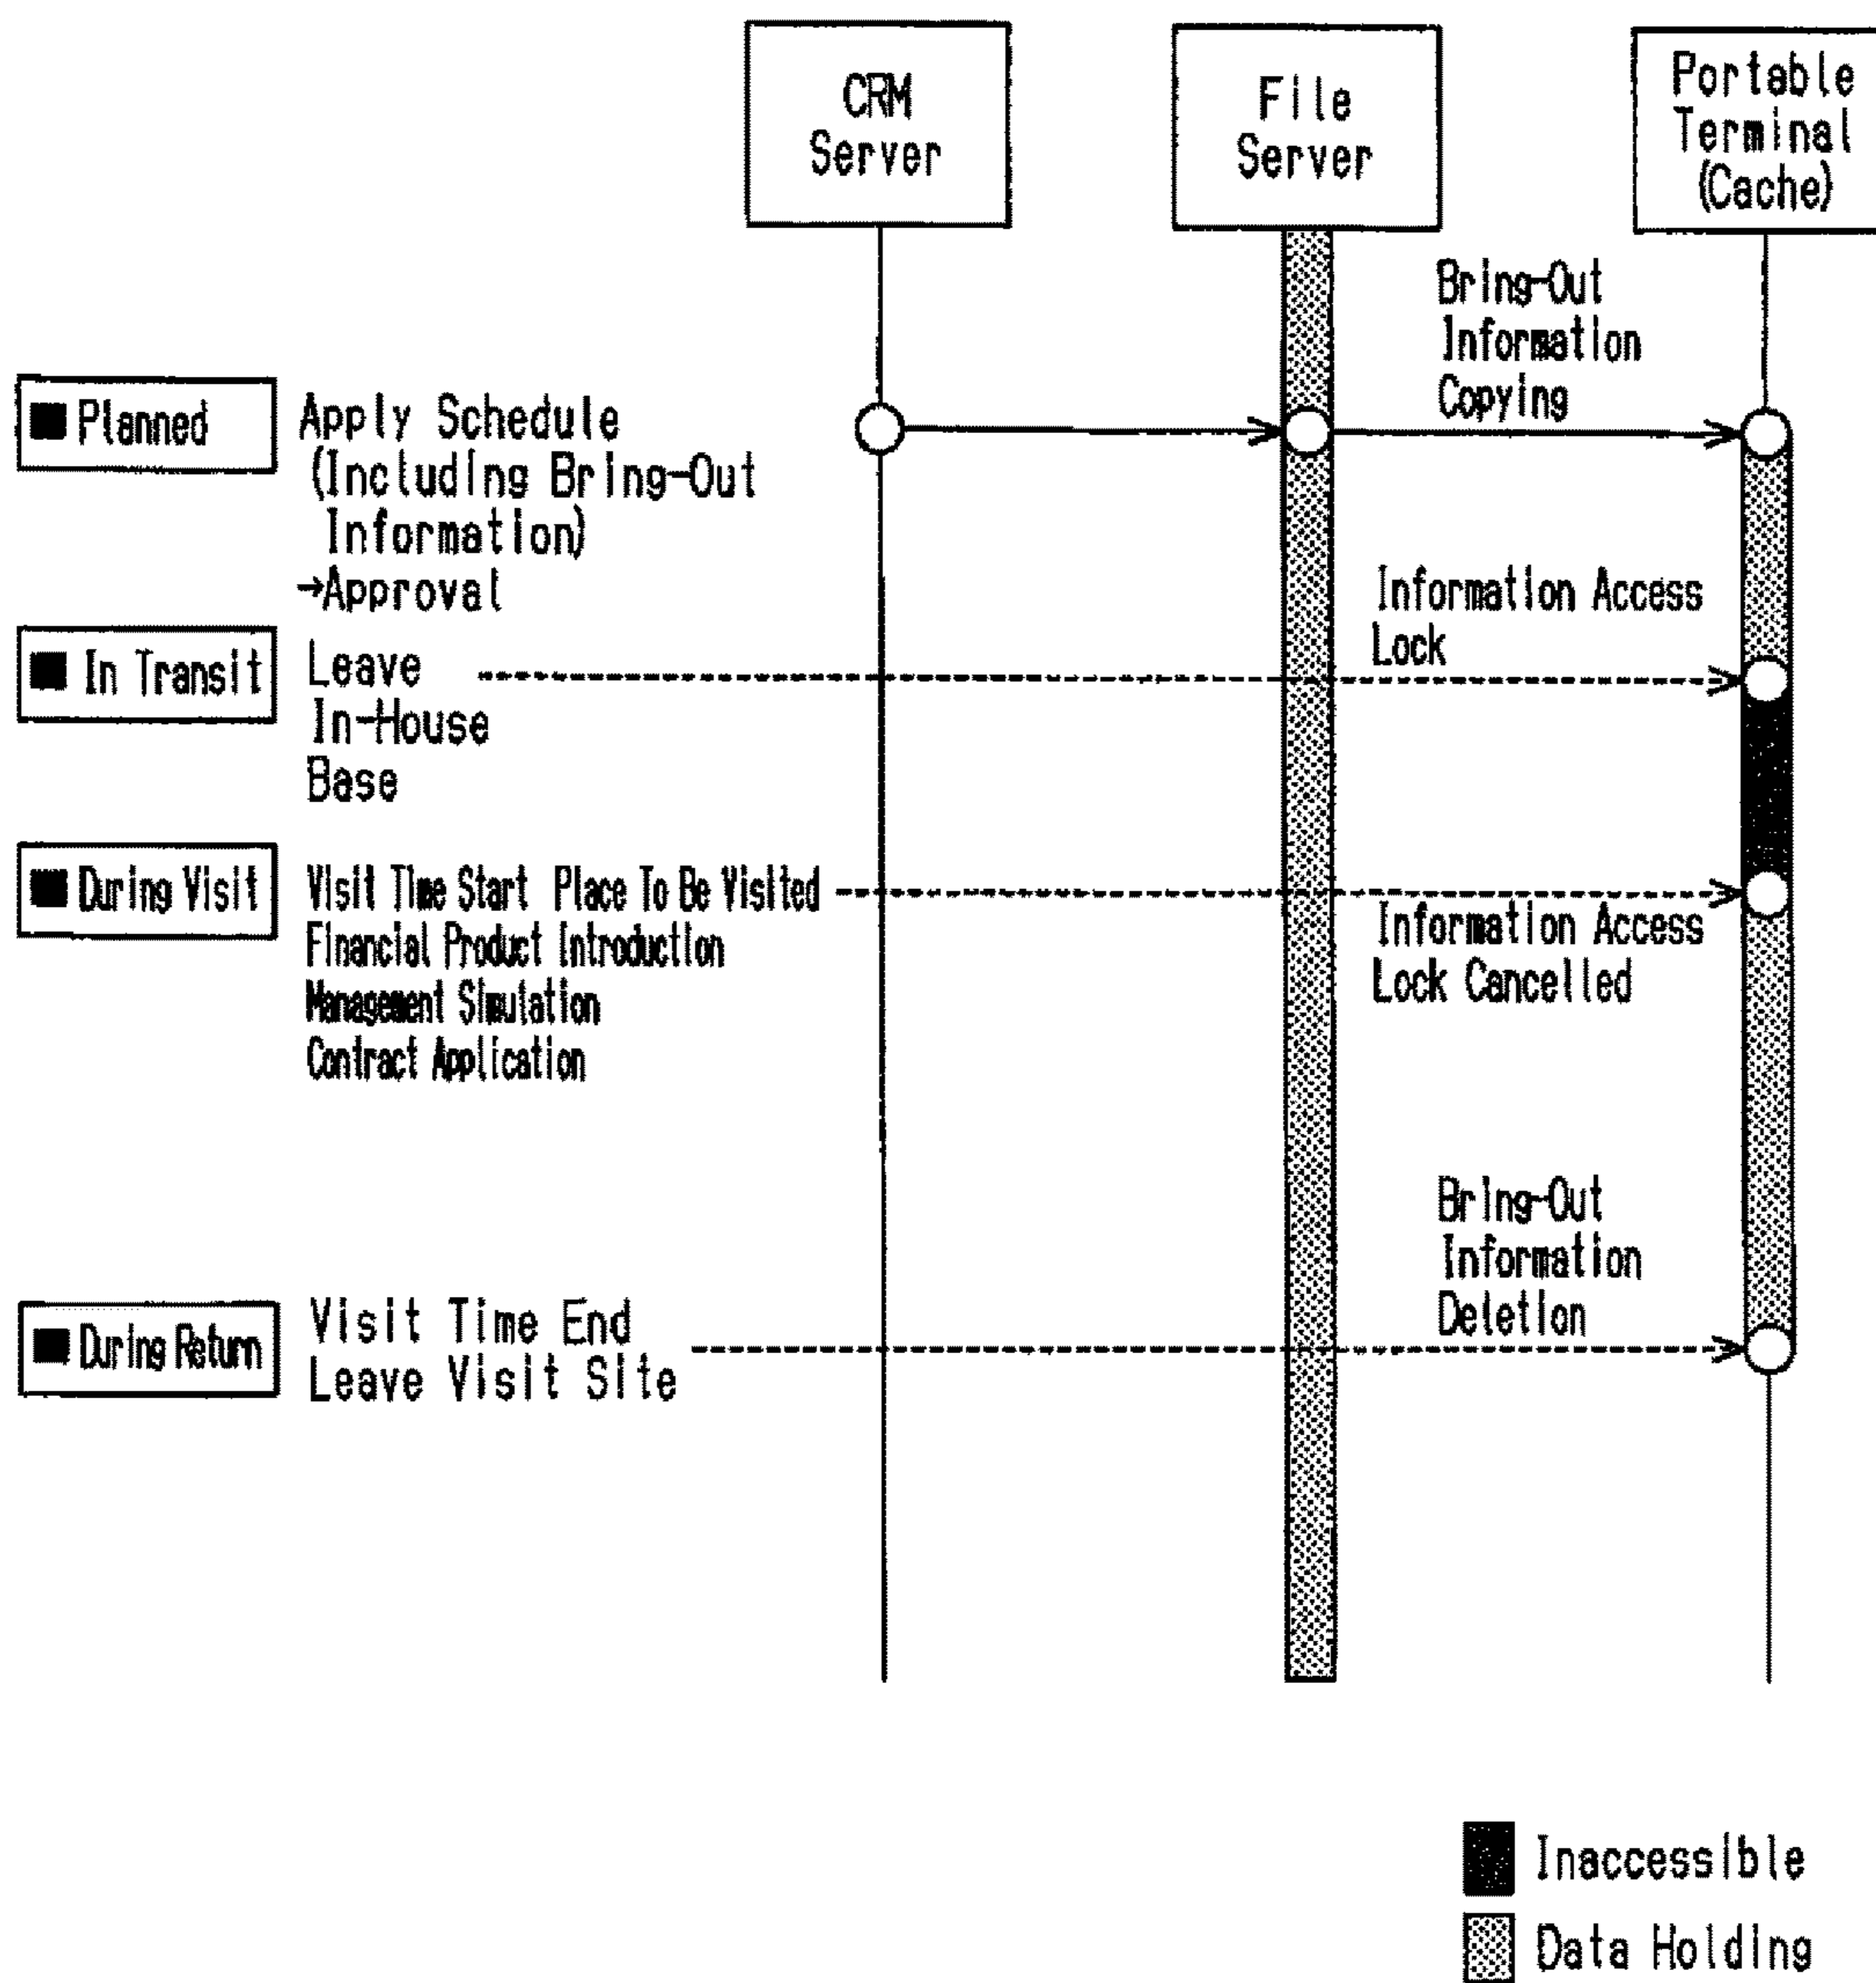 CRM
Server
File
Server
Portable
Terminal
(Cache)
Bring-Out
Information
Copying
■ Planned
Apply Schedule
(Including Bring-Out
Information)
→Approval
Information Access
Lock
■ In Transit
Leave
In-House
Base
■ During Visit
Visit Time Start Place To Be Visited
Financial Product Introduction
Management Simulation
Contract Application
Information Access
Lock Cancelled
Bring-Out
Information
Deletion
■ During Return
Visit Time End
Leave Visit Site
Inaccessible
Data Holding